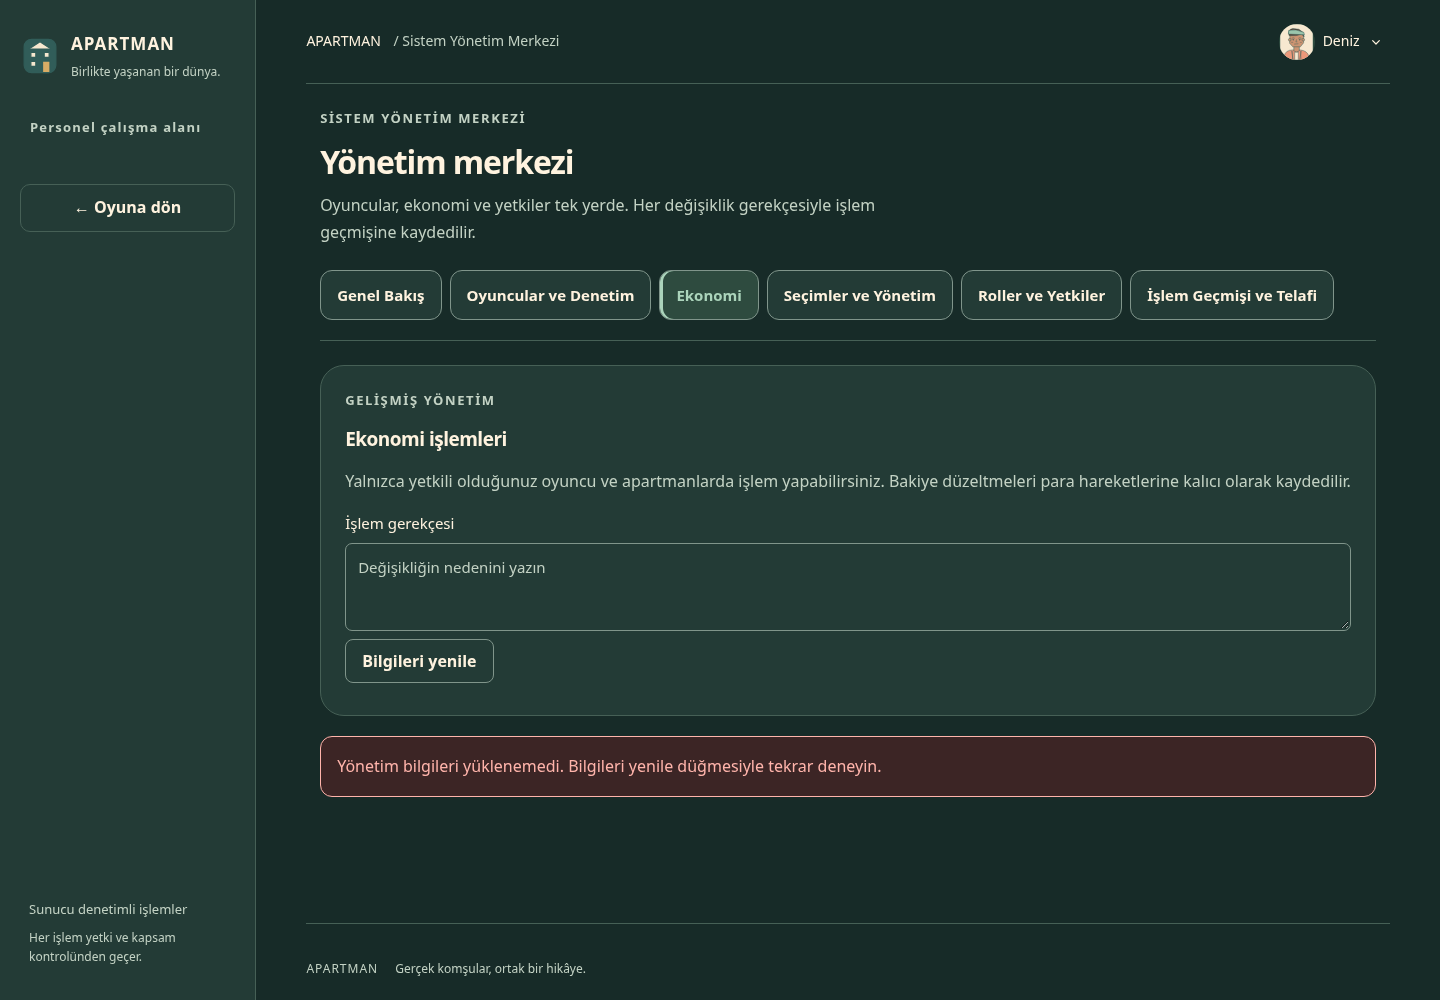 APARTMAN
Birlikte yaşanan bir dünya.
Personel çalışma alanı
← Oyuna dön
Sunucu denetimli işlemler
Her işlem yetki ve kapsam
kontrolünden geçer.
APARTMAN / Sistem Yönetim Merkezi
Deniz
SİSTEM YÖNETİM MERKEZİ
Yönetim merkezi
Oyuncular, ekonomi ve yetkiler tek yerde. Her değişiklik gerekçesiyle işlem
geçmişine kaydedilir.
Genel Bakış
Oyuncular ve Denetim
Ekonomi
Seçimler ve Yönetim
Roller ve Yetkiler
İşlem Geçmişi ve Telafi
GELİŞMİŞ YÖNETİM
Ekonomi işlemleri
Yalnızca yetkili olduğunuz oyuncu ve apartmanlarda işlem yapabilirsiniz. Bakiye düzeltmeleri para hareketlerine kalıcı olarak kaydedilir.
İşlem gerekçesi
Değişikliğin nedenini yazın
Bilgileri yenile
Yönetim bilgileri yüklenemedi. Bilgileri yenile düğmesiyle tekrar deneyin.
APARTMAN Gerçek komşular, ortak bir hikâye.